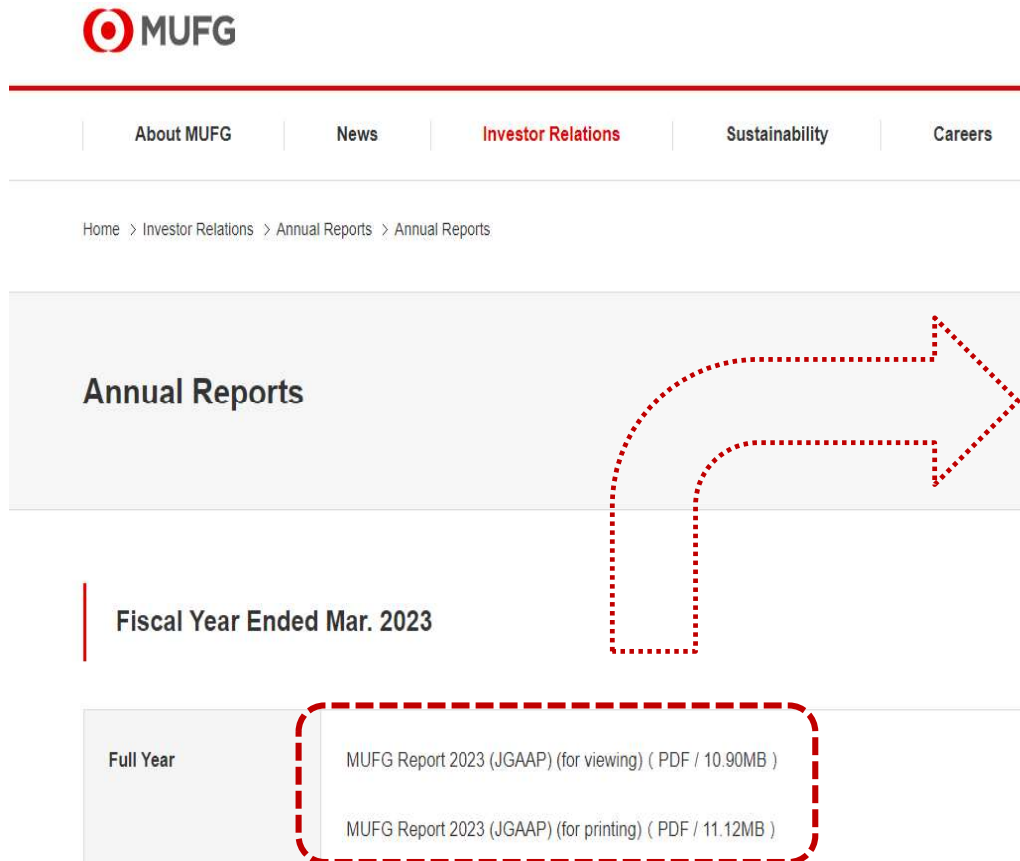 MUFG
About MUFG News Investor Relations Sustainability Careers
Home > Investor Relations > Annual Reports > Annual Reports
Annual Reports
Fiscal Year Ended Mar. 2023
Full Year MUFG Report 2023 (JGAAP) (for viewing) ( PDF / 10.90MB )
MUFG Report 2023 (JGAAP) (for printing) ( PDF / 11.12MB )